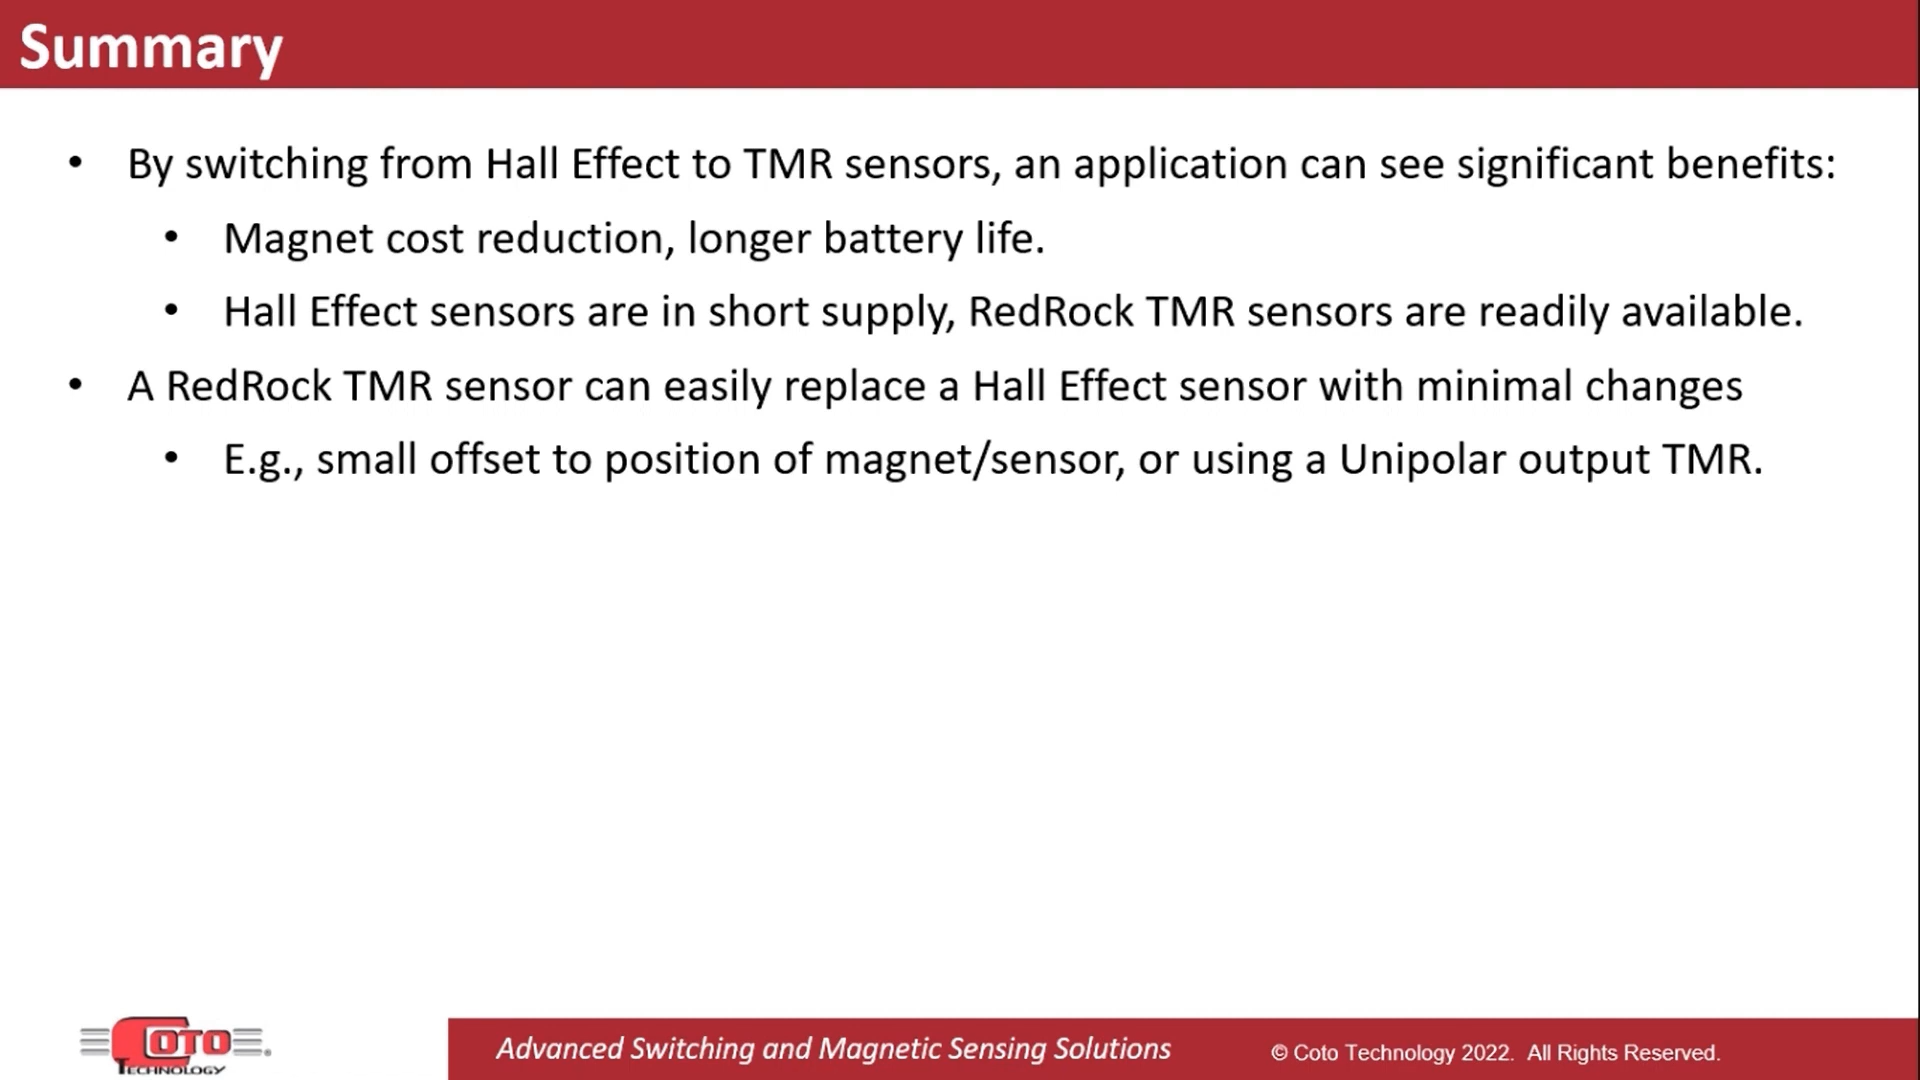 Summary
• By switching from Hall Effect to TMR sensors, an application can see significant benefits:
• Magnet cost reduction, longer battery life.
• Hall Effect sensors are in short supply, RedRock TMR sensors are readily available.
• A RedRock TMR sensor can easily replace a Hall Effect sensor with minimal changes
• E.g., small offset to position of magnet/sensor, or using a Unipolar output TMR.
COTO
TECHNOLOGY
®
Advanced Switching and Magnetic Sensing Solutions
© Coto Technology 2022. All Rights Reserved.